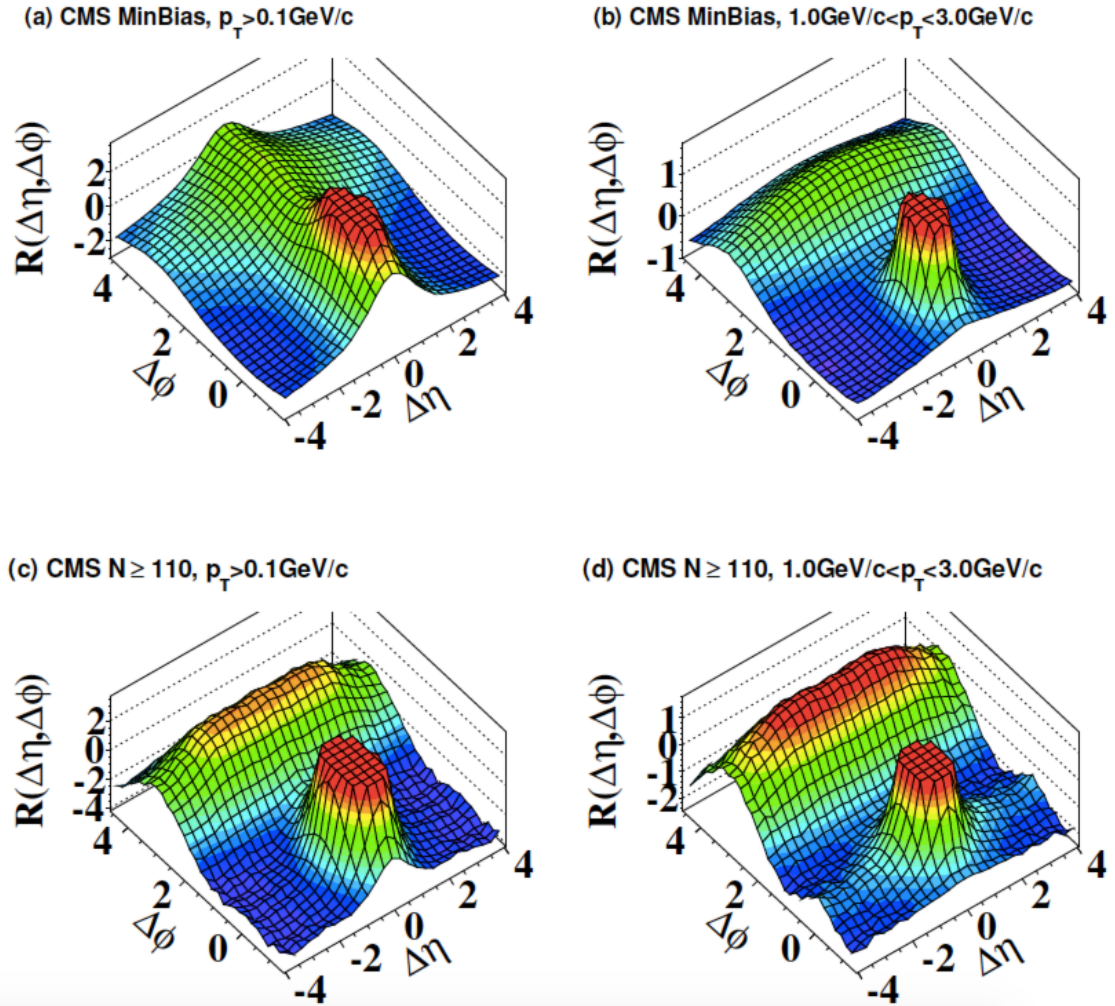 (a) CMS MinBias, p_T>0.1GeV/c
R(Δη,Δϕ)
2
0
-2
4
2
0
Δϕ
-4
-2
0
2
4
Δη
(b) CMS MinBias, 1.0GeV/c<p_T<3.0GeV/c
R(Δη,Δϕ)
1
0
-1
4
2
0
Δϕ
-4
-2
0
2
4
Δη
(c) CMS N ≥ 110, p_T>0.1GeV/c
R(Δη,Δϕ)
2
0
-2
-4
4
2
0
Δϕ
-4
-2
0
2
4
Δη
(d) CMS N ≥ 110, 1.0GeV/c<p_T<3.0GeV/c
R(Δη,Δϕ)
1
0
-1
-2
4
2
0
Δϕ
-4
-2
0
2
4
Δη